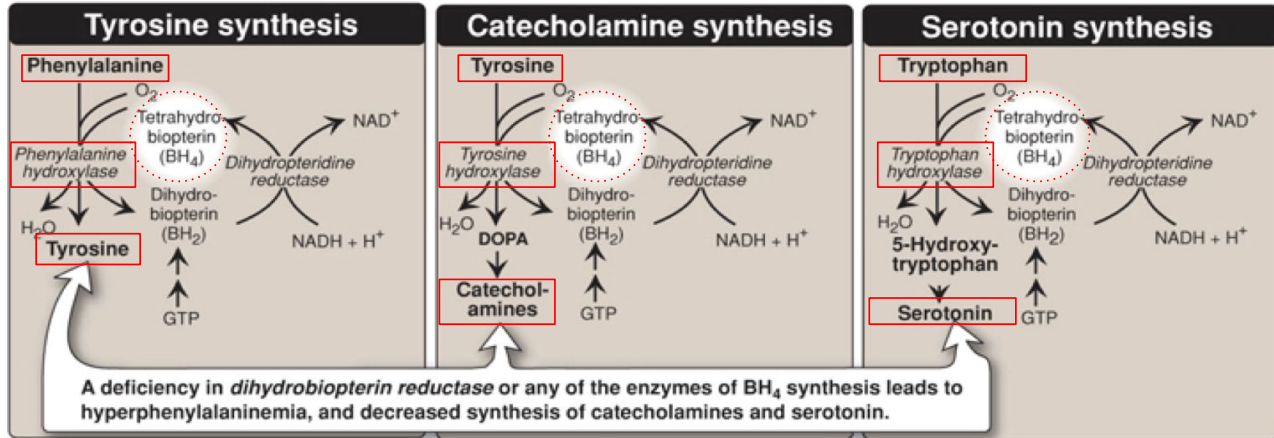 Tyrosine synthesis
Phenylalanine
O2
Tetrahydro-
biopterin
(BH4)
NAD+
Phenylalanine
hydroxylase
Dihydropteridine
reductase
Dihydro-
biopterin
(BH2)
H2O
Tyrosine
NADH + H+
GTP
Catecholamine synthesis
Tyrosine
O2
Tetrahydro-
biopterin
(BH4)
NAD+
Tyrosine
hydroxylase
Dihydropteridine
reductase
Dihydro-
biopterin
(BH2)
H2O
DOPA
NADH + H+
Catechol-
amines
GTP
Serotonin synthesis
Tryptophan
O2
Tetrahydro-
biopterin
(BH4)
NAD+
Tryptophan
hydroxylase
Dihydropteridine
reductase
Dihydro-
biopterin
(BH2)
H2O
5-Hydroxy-
tryptophan
NADH + H+
Serotonin
GTP
A deficiency in dihydrobiopterin reductase or any of the enzymes of BH4 synthesis leads to
hyperphenylalaninemia, and decreased synthesis of catecholamines and serotonin.